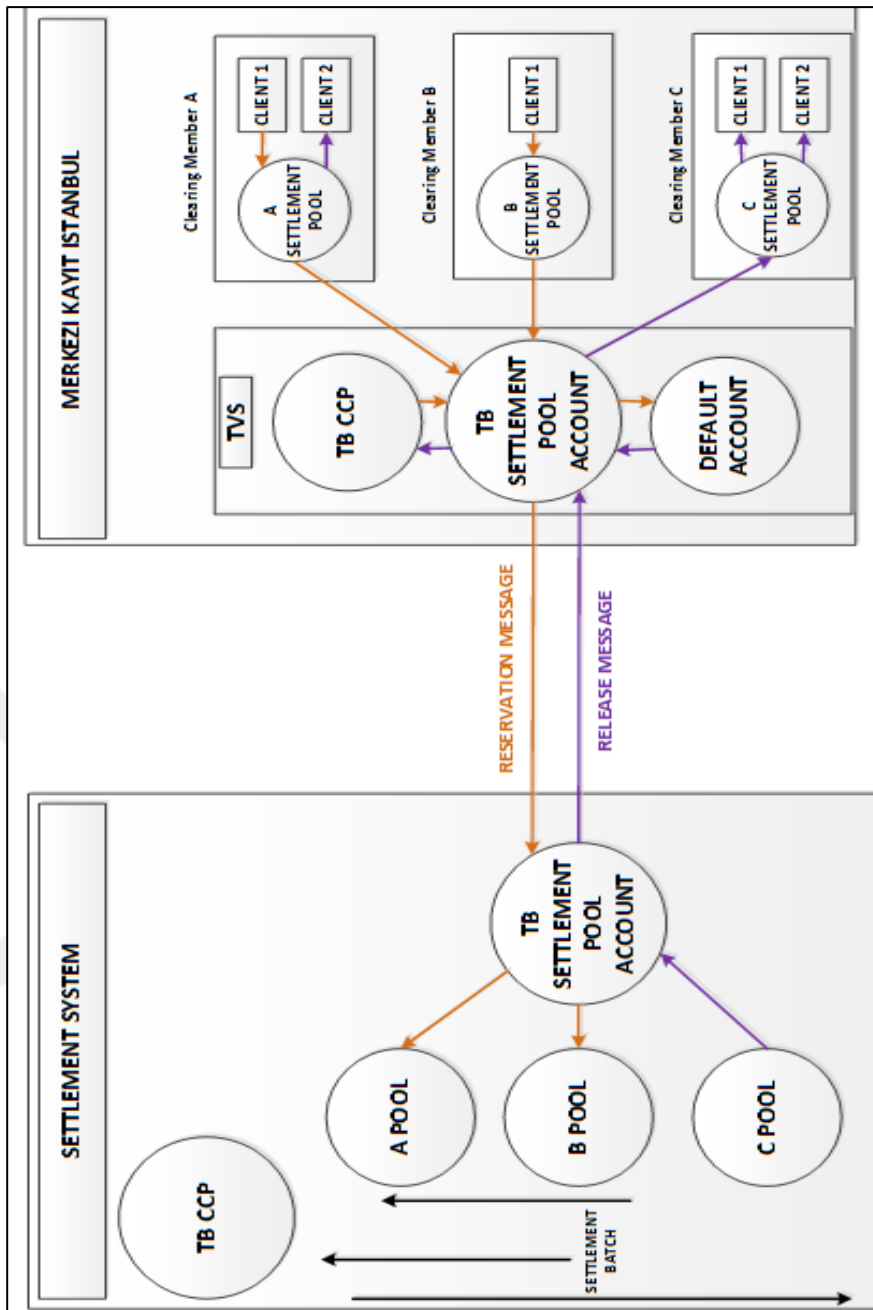 SETTLEMENT SYSTEM
TB CCP
A POOL
B POOL
C POOL
SETTLEMENT
BATCH
TB
SETTLEMENT
POOL
ACCOUNT
RESERVATION MESSAGE
RELEASE MESSAGE
MERKEZI KAYIT ISTANBUL
TVS
TB CCP
TB
SETTLEMENT
POOL
ACCOUNT
DEFAULT
ACCOUNT
Clearing Member A
A
SETTLEMENT
POOL
CLIENT 1
CLIENT 2
Clearing Member B
B
SETTLEMENT
POOL
CLIENT 1
Clearing Member C
C
SETTLEMENT
POOL
CLIENT 1
CLIENT 2